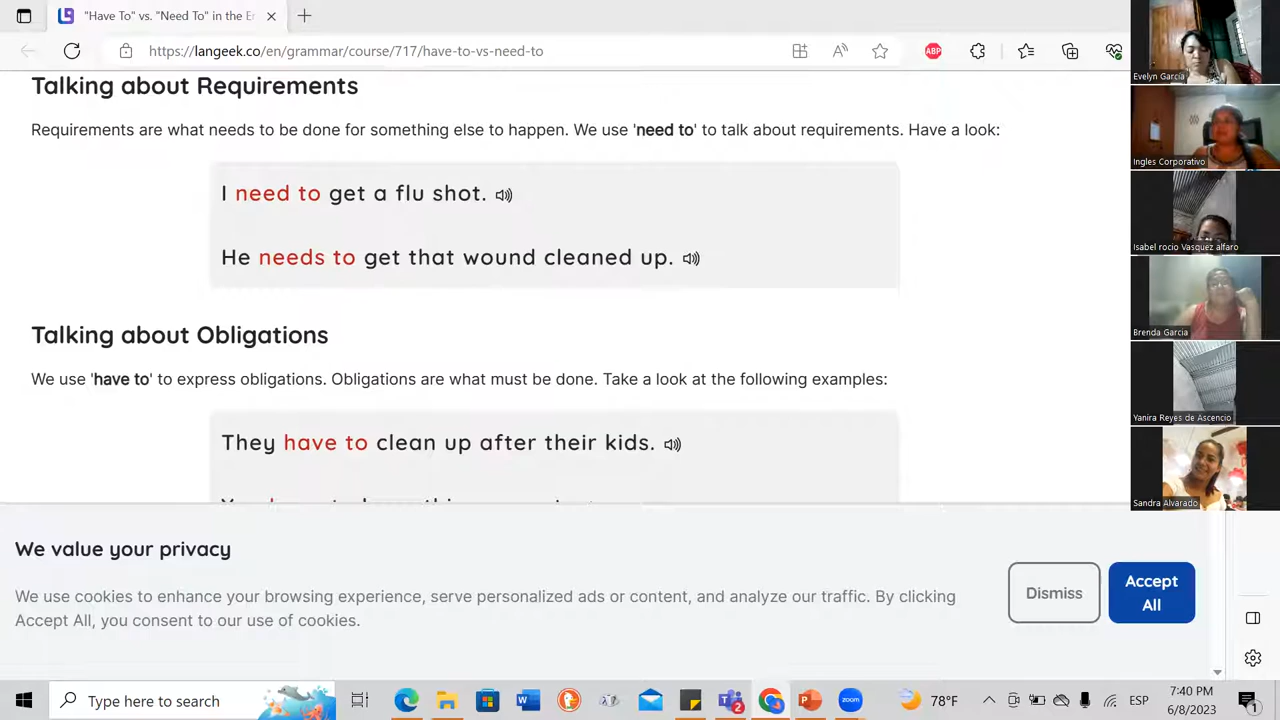 "Have To" vs. "Need To" in the Er
https://langeek.co/en/grammar/course/717/have-to-vs-need-to
ABP
Talking about Requirements
Requirements are what needs to be done for something else to happen. We use 'need to' to talk about requirements. Have a look:
I need to get a flu shot.
He needs to get that wound cleaned up.
Talking about Obligations
We use 'have to' to express obligations. Obligations are what must be done. Take a look at the following examples:
They have to clean up after their kids.
We value your privacy
We use cookies to enhance your browsing experience, serve personalized ads or content, and analyze our traffic. By clicking
Accept All, you consent to our use of cookies.
Dismiss
Accept
All
Evelyn García
Ingles Corporativo
Isabel rocio Vasquez alfaro
Brenda Garcia
Yanira Reyes de Ascencio
Sandra Alvarado
Type here to search
2
zoom
78°F
ESP
7:40 PM
6/8/2023
1